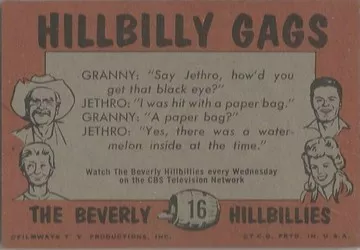 HILLBILLY GAGS
GRANNY: "Say Jethro, how'd you
get that black eye?"
JETHRO: "I was hit with a paper bag."
GRANNY: "A paper bag?"
JETHRO: "Yes, there was a water-
melon inside at the time."
Watch The Beverly Hillbillies every Wednesday
on the CBS Television Network
THE BEVERLY 16 HILLBILLIES
©FILMWAYS T V PRODUCTIONS, INC.
©T.C.G. PRTD. IN U.S.A.